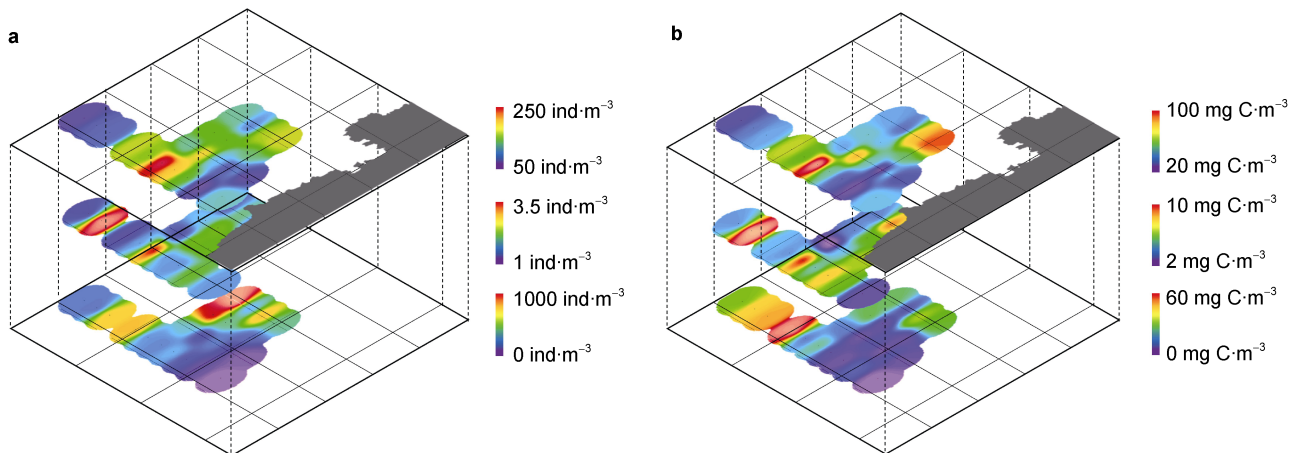 a
250 ind·m⁻³
50 ind·m⁻³
3.5 ind·m⁻³
1 ind·m⁻³
1000 ind·m⁻³
0 ind·m⁻³
b
100 mg C·m⁻³
20 mg C·m⁻³
10 mg C·m⁻³
2 mg C·m⁻³
60 mg C·m⁻³
0 mg C·m⁻³